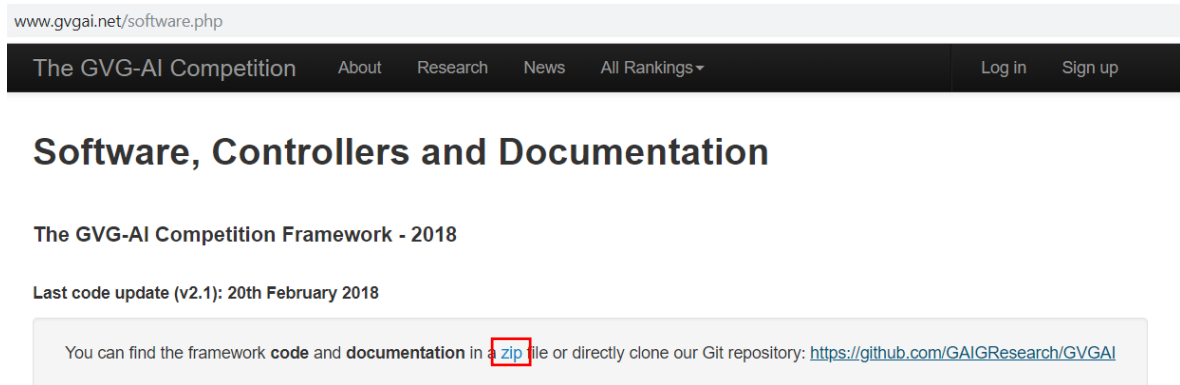 www.gvgai.net/software.php
The GVG-AI Competition About Research News All Rankings Log in Sign up
Software, Controllers and Documentation
The GVG-AI Competition Framework - 2018
Last code update (v2.1): 20th February 2018
You can find the framework code and documentation in a zip file or directly clone our Git repository: https://github.com/GAIGResearch/GVGAI